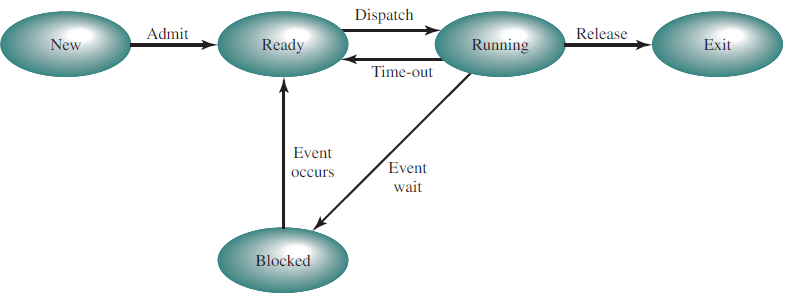 Dispatch
Admit
Release
New
Ready
Running
Exit
Time-out
Event
occurs
Event
wait
Blocked